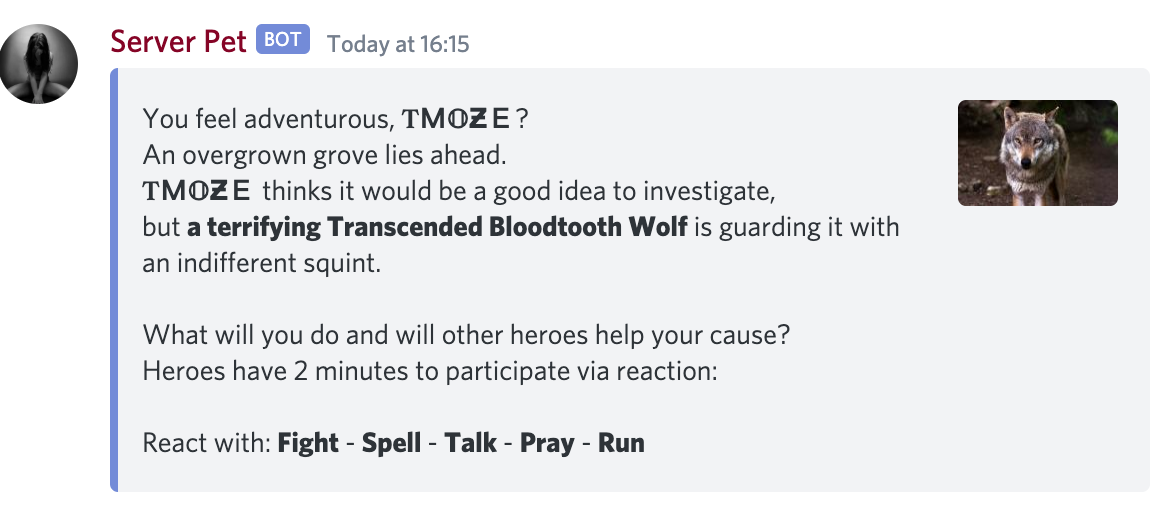 Server Pet BOT Today at 16:15
You feel adventurous, TMOZE ?
An overgrown grove lies ahead.
TMOZE thinks it would be a good idea to investigate,
but a terrifying Transcended Bloodtooth Wolf is guarding it with
an indifferent squint.
What will you do and will other heroes help your cause?
Heroes have 2 minutes to participate via reaction:
React with: Fight - Spell - Talk - Pray - Run